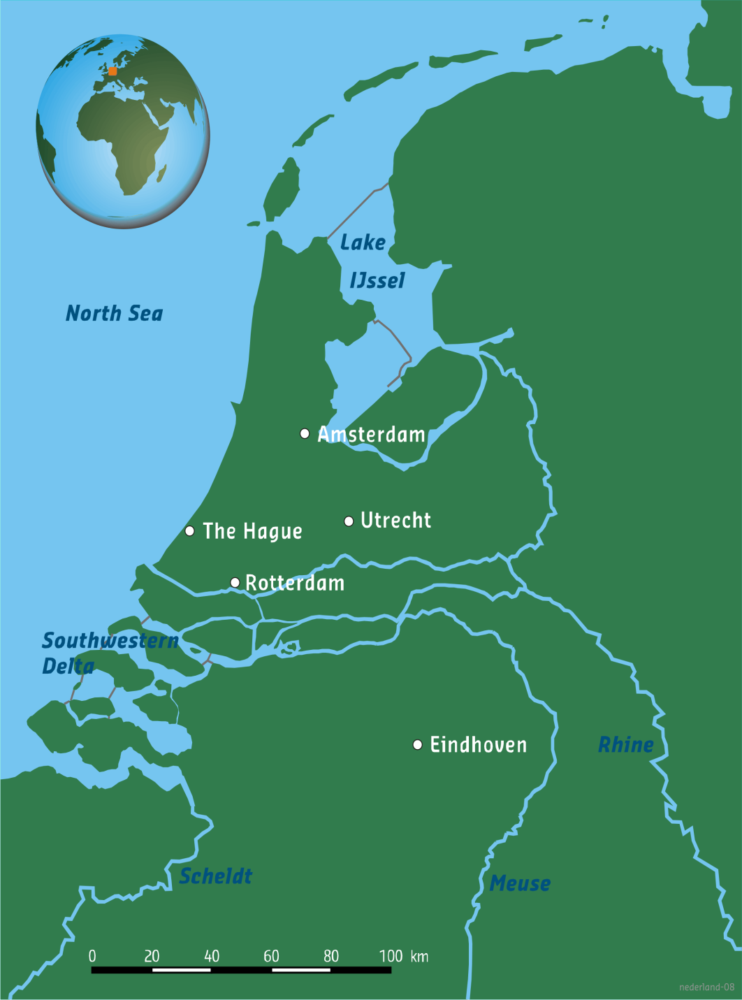 Lake
IJssel
North Sea
Amsterdam
Utrecht
The Hague
Rotterdam
Southwestern
Delta
Eindhoven
Rhine
Scheldt
Meuse
0 20 40 60 80 100 km
nederland-08